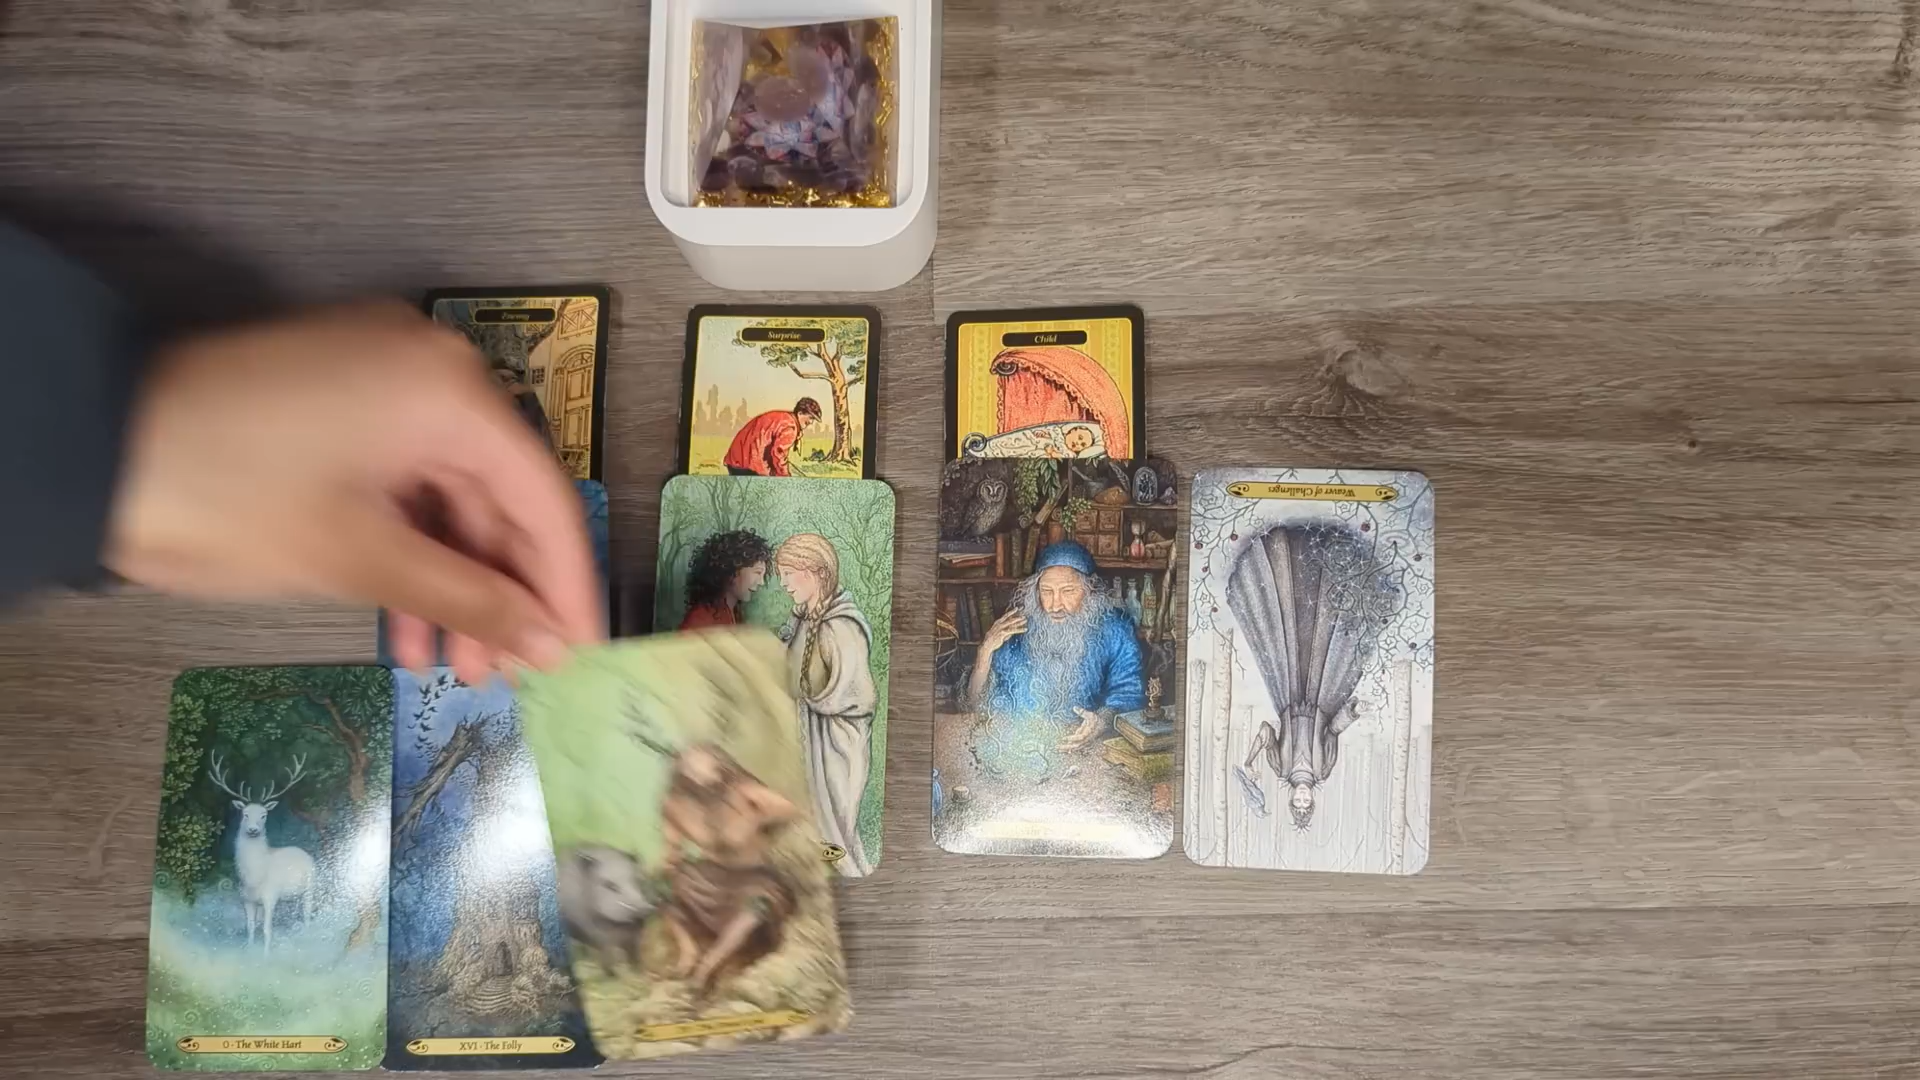 Enemy
Surprise
Child
Weaver of Challenges
0 · The White Hart
XVI · The Folly